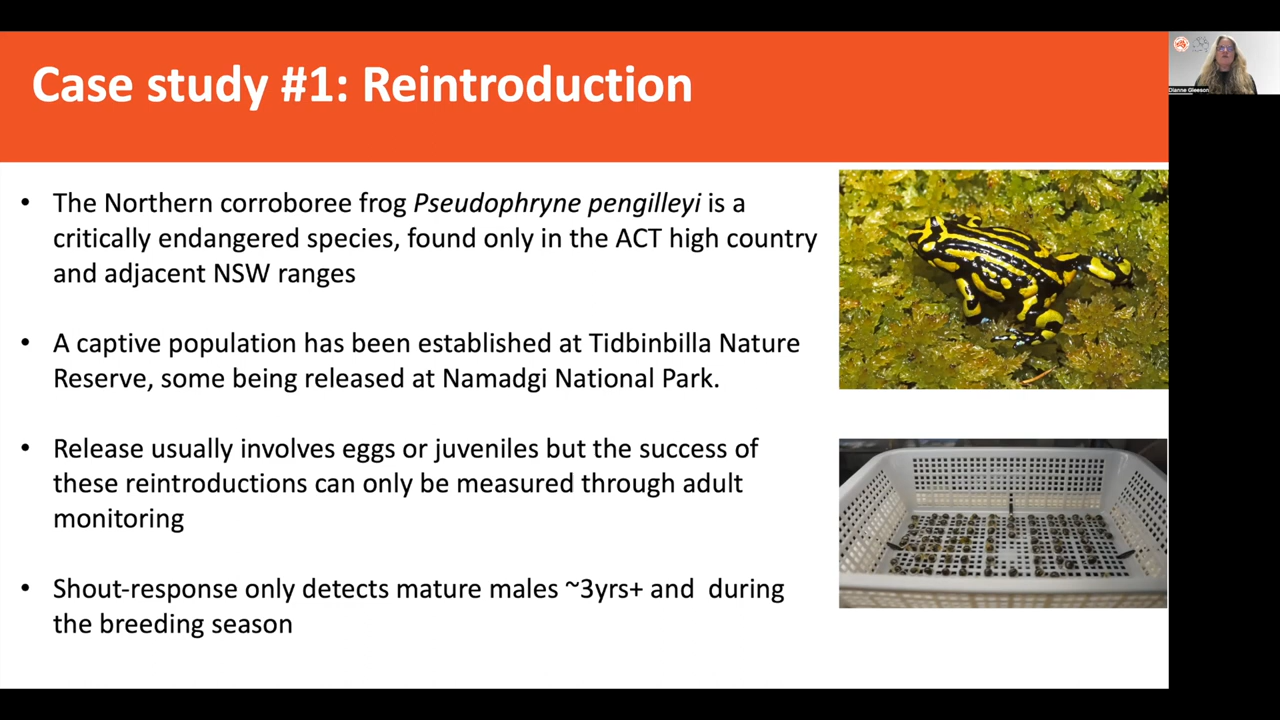 Case study #1: Reintroduction
Dianne Gleeson
• The Northern corroboree frog Pseudophryne pengilleyi is a
critically endangered species, found only in the ACT high country
and adjacent NSW ranges
• A captive population has been established at Tidbinbilla Nature
Reserve, some being released at Namadgi National Park.
• Release usually involves eggs or juveniles but the success of
these reintroductions can only be measured through adult
monitoring
• Shout-response only detects mature males ~3yrs+ and  during
the breeding season